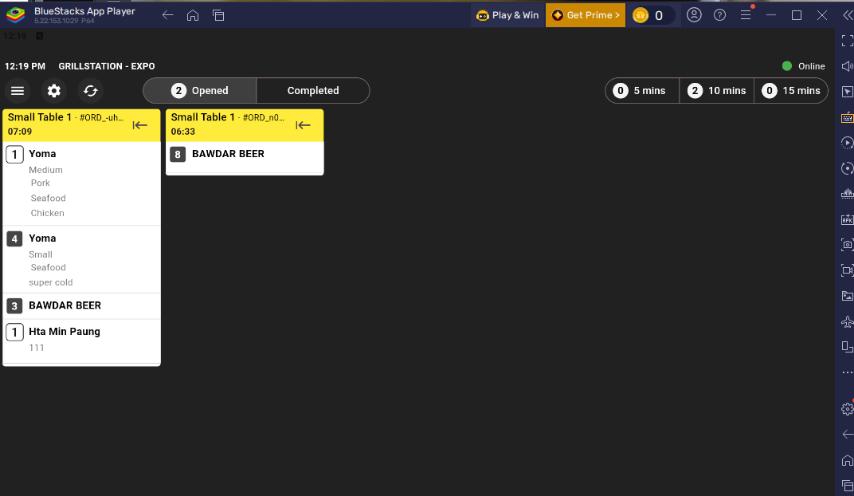 BlueStacks App Player
5.22.153.1029 P64
Play & Win
Get Prime >
0
12:19
12:19 PM GRILLSTATION - EXPO
Online
2 Opened
Completed
0 5 mins
2 10 mins
0 15 mins
Small Table 1 · #ORD_-uh...
07:09
1 Yoma
Medium
Pork
Seafood
Chicken
4 Yoma
Small
Seafood
super cold
3 BAWDAR BEER
1 Hta Min Paung
111
Small Table 1 · #ORD_n0...
06:33
8 BAWDAR BEER